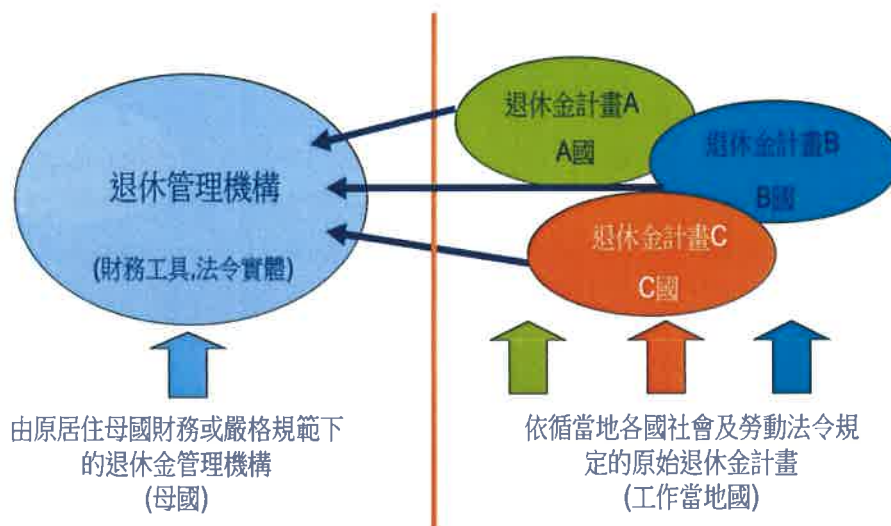 退休管理機構
(財務工具,法令實體)
退休金計畫A
A國
退休金計畫B
B國
退休金計畫C
C國
由原居住母國財務或嚴格規範下
的退休金管理機構
(母國)
依循當地各國社會及勞動法令規
定的原始退休金計畫
(工作當地國)